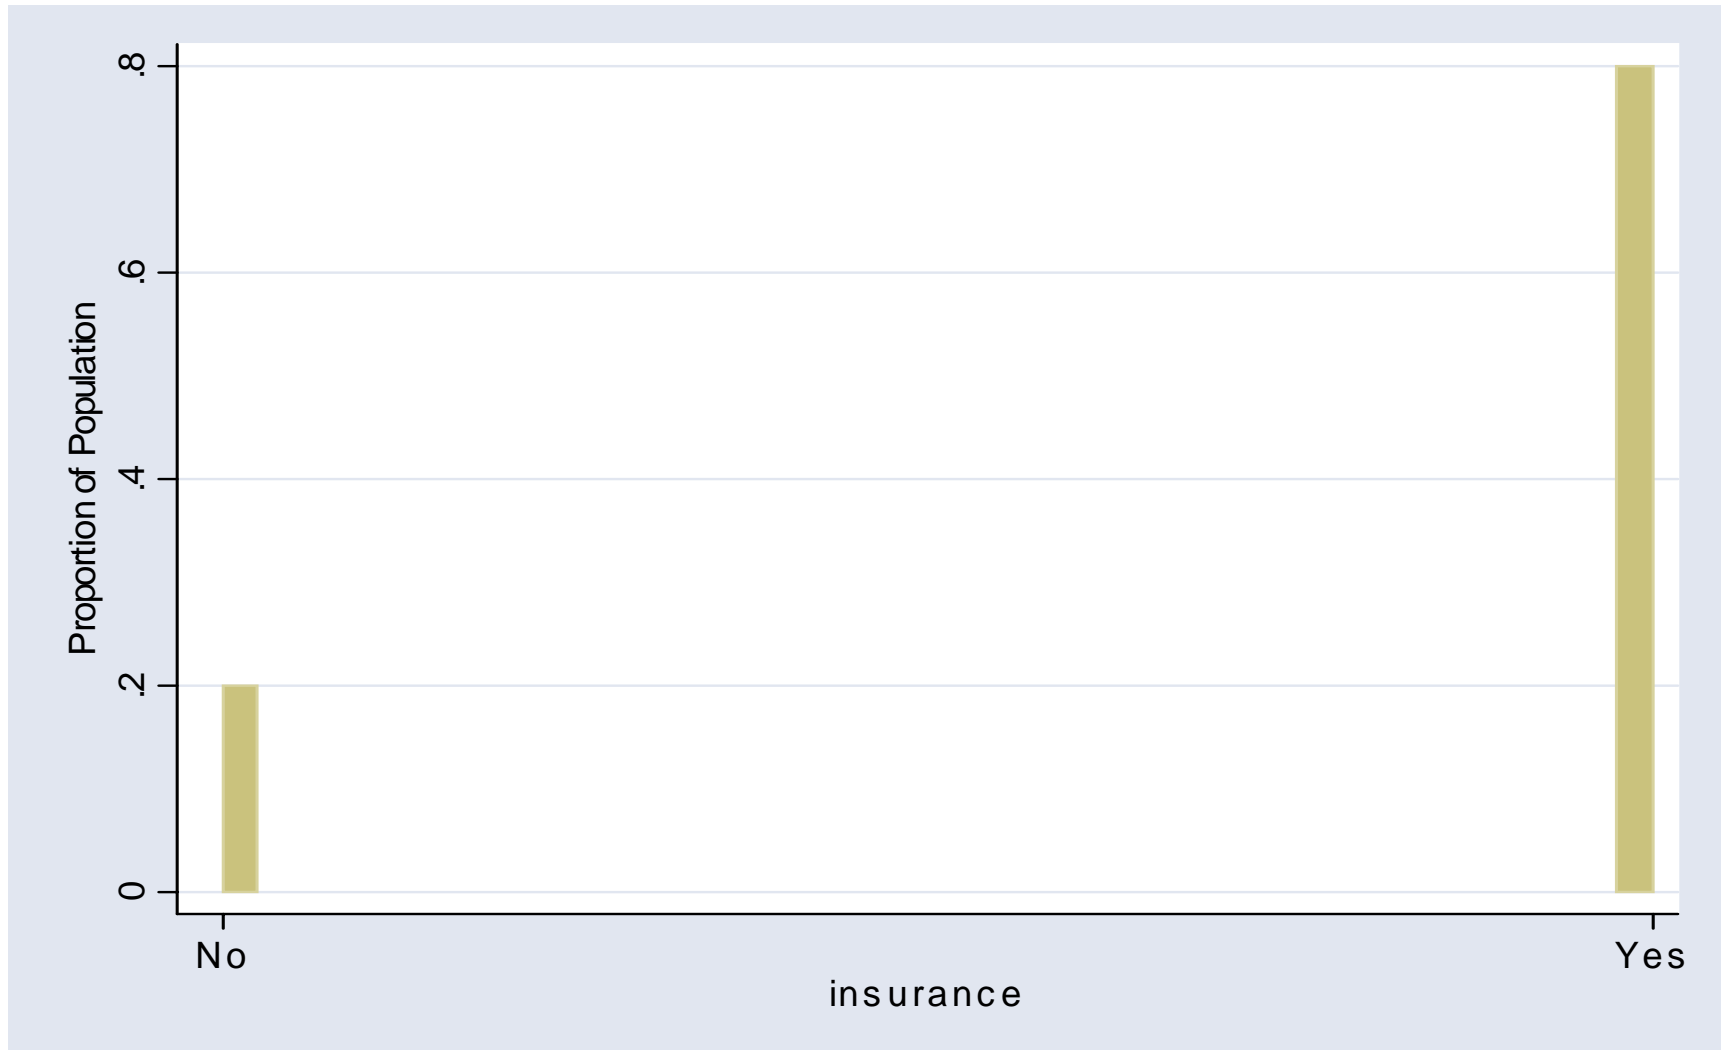 Proportion of Population
.8
.6
.4
.2
0
No
Yes
insurance